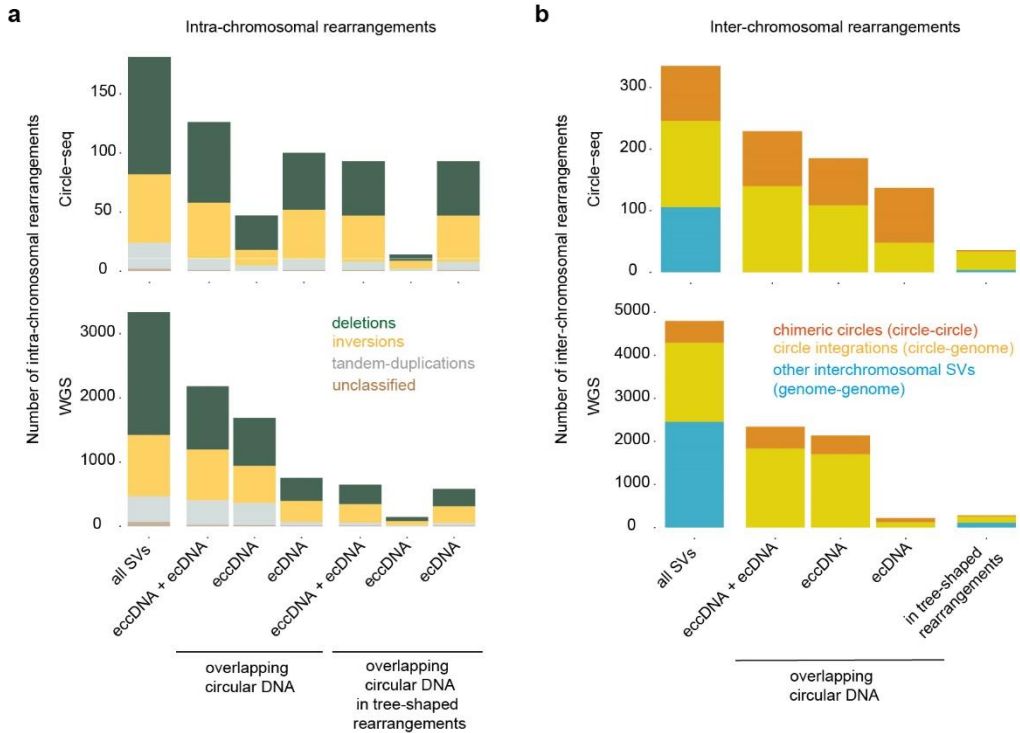 a
Intra-chromosomal rearrangements
Number of intra-chromosomal rearrangements
Circle-seq
150
100
50
0
WGS
3000
2000
1000
0
deletions
inversions
tandem-duplications
unclassified
all SVs
eccDNA + ecDNA
eccDNA
ecDNA
eccDNA + ecDNA
eccDNA
ecDNA
overlapping
circular DNA
overlapping
circular DNA
in tree-shaped
rearrangements
b
Inter-chromosomal rearrangements
Number of inter-chromosomal rearrangements
Circle-seq
300
200
100
0
WGS
5000
4000
3000
2000
1000
0
chimeric circles (circle-circle)
circle integrations (circle-genome)
other interchromosomal SVs
(genome-genome)
all SVs
eccDNA + ecDNA
eccDNA
ecDNA
in tree-shaped
rearrangements
overlapping
circular DNA